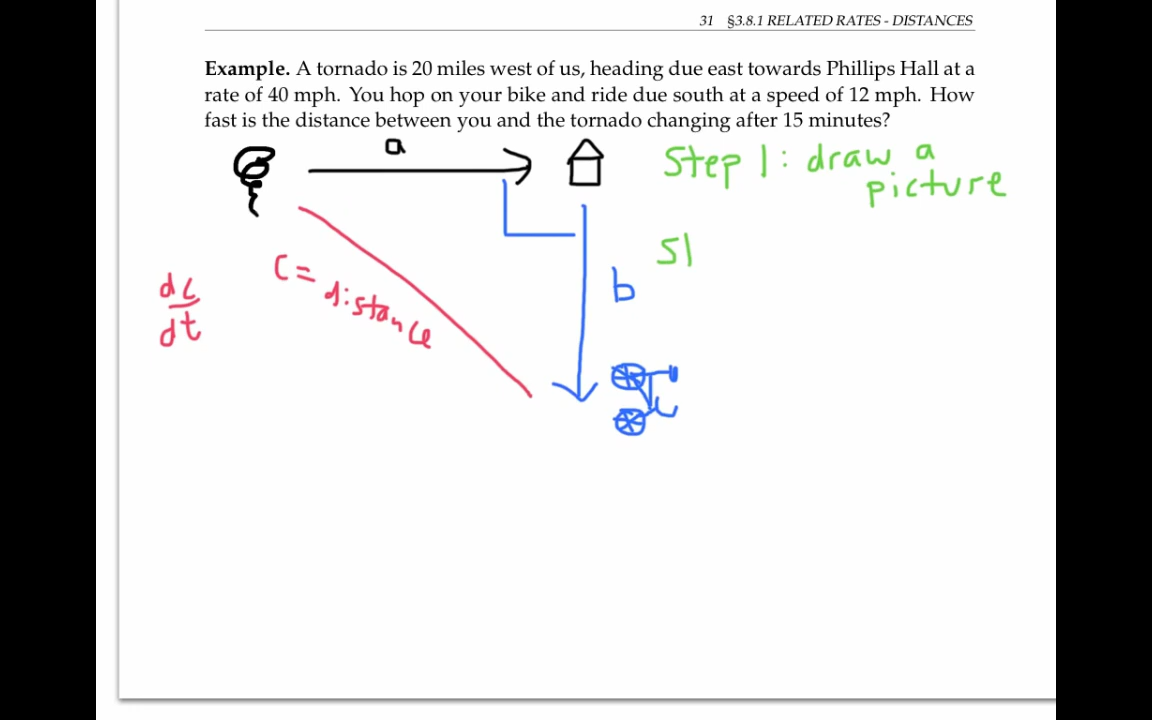 31 §3.8.1 RELATED RATES - DISTANCES
Example. A tornado is 20 miles west of us, heading due east towards Phillips Hall at a
rate of 40 mph. You hop on your bike and ride due south at a speed of 12 mph. How
fast is the distance between you and the tornado changing after 15 minutes?
a
Step 1: draw a
picture
b
c =
distance
dc
dt